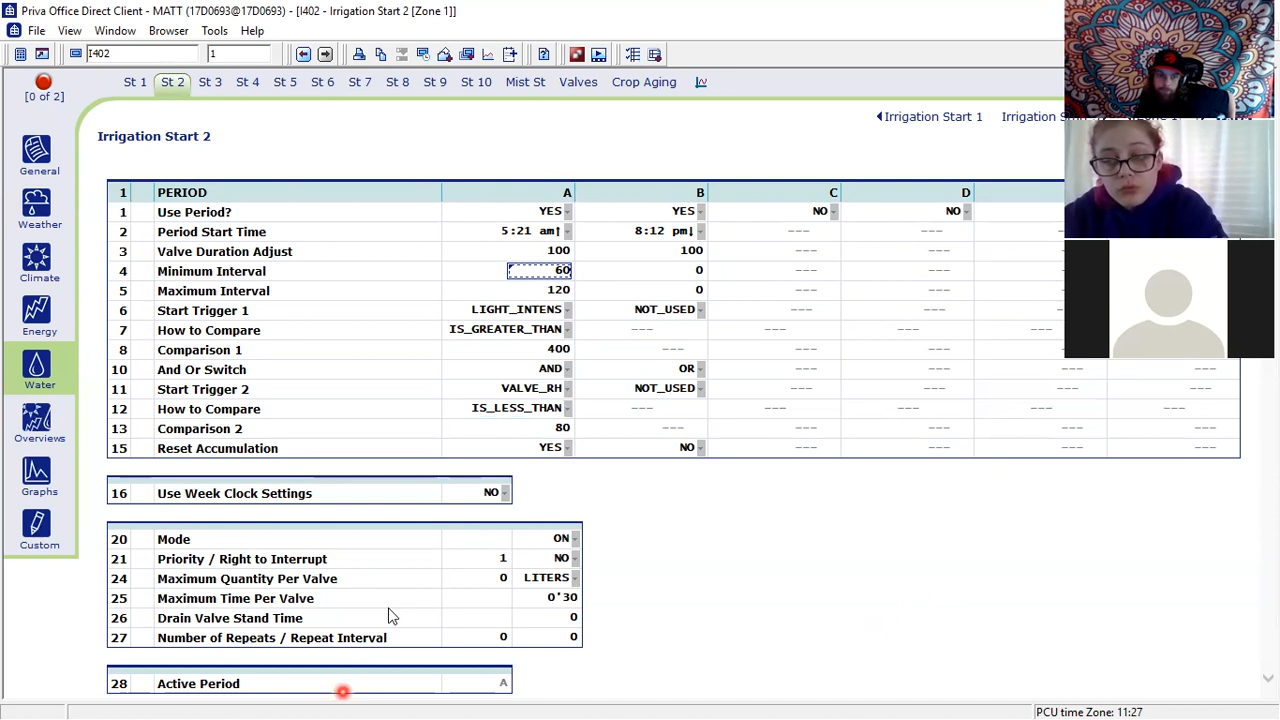 Priva Office Direct Client - MATT (17D0693@17D0693) - [I402 - Irrigation Start 2 [Zone 1]]
File View Window Browser Tools Help
I402 1
[0 of 2]
St 1 St 2 St 3 St 4 St 5 St 6 St 7 St 8 St 9 St 10 Mist St Valves Crop Aging
Irrigation Start 1 Irrigation Star
Irrigation Start 2
General
Weather
Climate
Energy
Water
Overviews
Graphs
Custom
1 PERIOD A B C D
1 Use Period? YES YES NO NO
2 Period Start Time 5:21 am↑ 8:12 pm↓ --- ---
3 Valve Duration Adjust 100 100 --- ---
4 Minimum Interval 60 0 --- ---
5 Maximum Interval 120 0 --- ---
6 Start Trigger 1 LIGHT_INTENS NOT_USED --- ---
7 How to Compare IS_GREATER_THAN --- --- --- ---
8 Comparison 1 400 --- --- --- --- ---
10 And Or Switch AND OR --- --- --- ---
11 Start Trigger 2 VALVE_RH NOT_USED --- --- --- ---
12 How to Compare IS_LESS_THAN --- --- --- --- ---
13 Comparison 2 80 --- --- --- --- ---
15 Reset Accumulation YES NO --- --- --- ---
16 Use Week Clock Settings NO
20 Mode ON
21 Priority / Right to Interrupt 1 NO
24 Maximum Quantity Per Valve 0 LITERS
25 Maximum Time Per Valve 0'30
26 Drain Valve Stand Time 0
27 Number of Repeats / Repeat Interval 0 0
28 Active Period A
PCU time Zone: 11:27